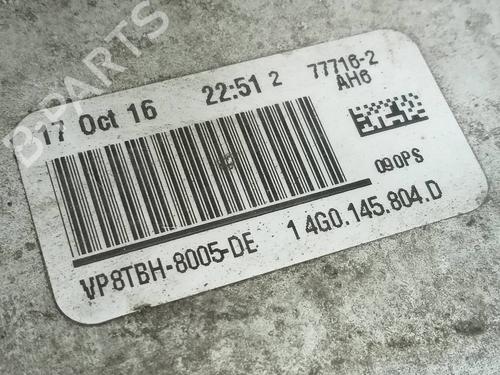 B-PARTS
17 Oct 16 22:51 2 77716-2
AH6
090PS
VP8TBH-8005-DE 1 4G0.145.804.D